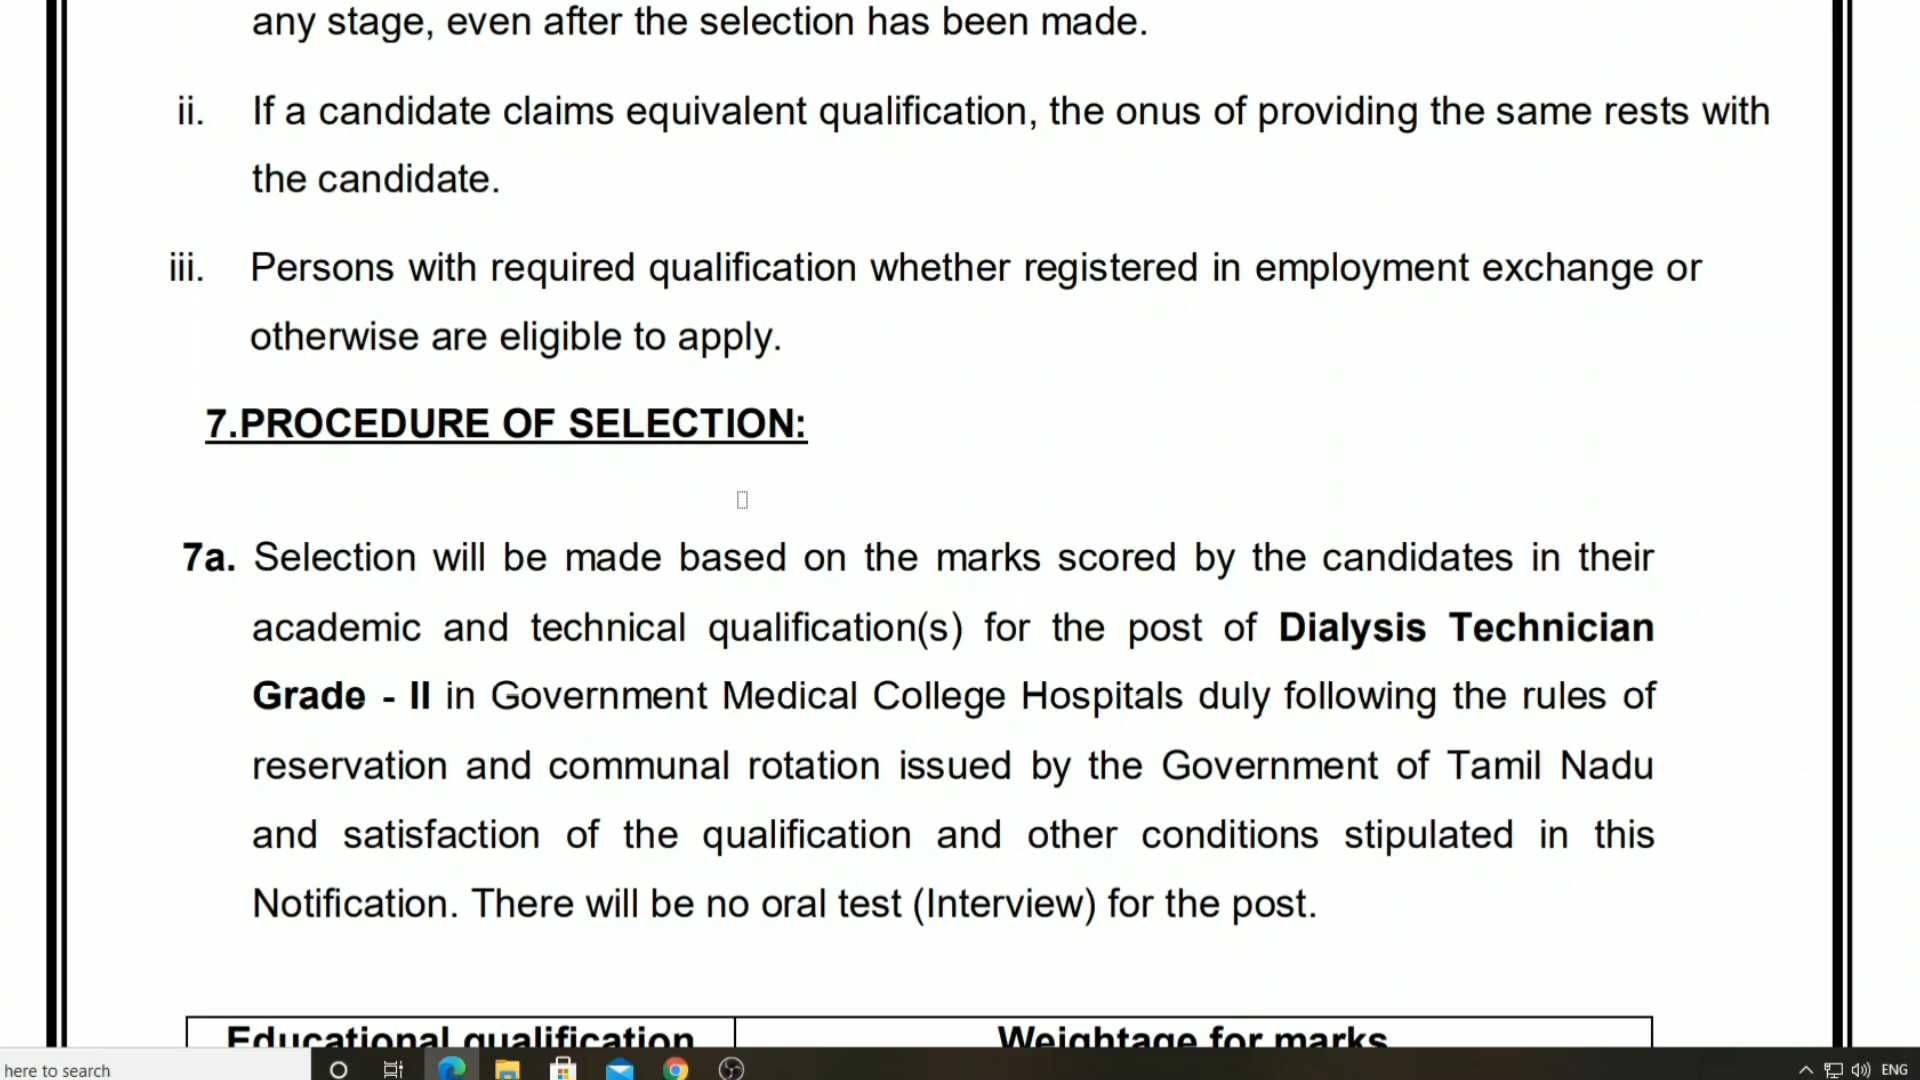 any stage, even after the selection has been made.
ii. If a candidate claims equivalent qualification, the onus of providing the same rests with
the candidate.
iii. Persons with required qualification whether registered in employment exchange or
otherwise are eligible to apply.
7.PROCEDURE OF SELECTION:
7a. Selection will be made based on the marks scored by the candidates in their
academic and technical qualification(s) for the post of Dialysis Technician
Grade - II in Government Medical College Hospitals duly following the rules of
reservation and communal rotation issued by the Government of Tamil Nadu
and satisfaction of the qualification and other conditions stipulated in this
Notification. There will be no oral test (Interview) for the post.
Educational qualification Weightage for marks
here to search ENG